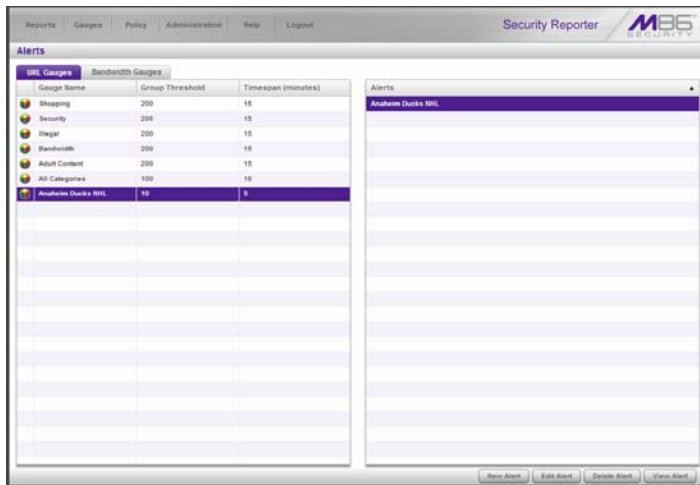 Reports Gauges Policy Administration Help Logout Security Reporter M86 SECURITY
Alerts
URL Gauges Bandwidth Gauges
Gauge Name Group Threshold Timespan (minutes) Alerts
Shopping 200 15 Anaheim Ducks NHL
Security 200 15
Illegal 200 15
Bandwidth 200 15
Adult Content 200 15
All Categories 100 10
Anaheim Ducks NHL 10 5
New Alert Edit Alert Delete Alert View Alert